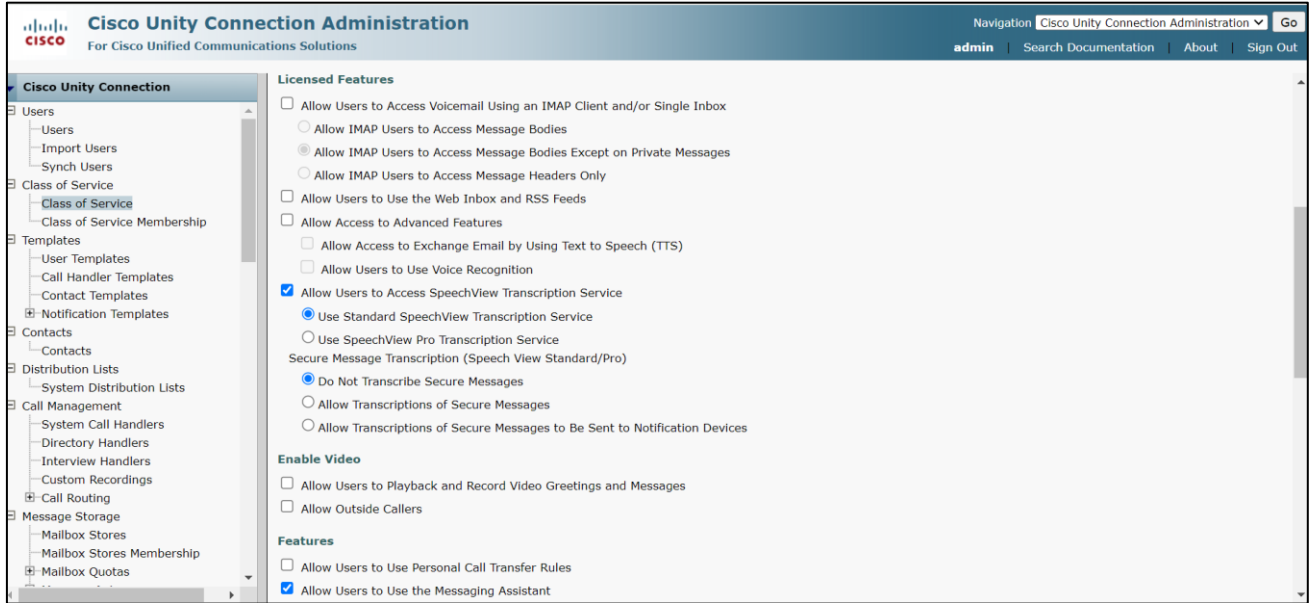 Cisco Unity Connection Administration
Navigation Cisco Unity Connection Administration Go
CISCO For Cisco Unified Communications Solutions
admin | Search Documentation | About | Sign Out
Cisco Unity Connection
Users
Users
Import Users
Synch Users
Class of Service
Class of Service
Class of Service Membership
Templates
User Templates
Call Handler Templates
Contact Templates
Notification Templates
Contacts
Contacts
Distribution Lists
System Distribution Lists
Call Management
System Call Handlers
Directory Handlers
Interview Handlers
Custom Recordings
Call Routing
Message Storage
Mailbox Stores
Mailbox Stores Membership
Mailbox Quotas
Licensed Features
Allow Users to Access Voicemail Using an IMAP Client and/or Single Inbox
Allow IMAP Users to Access Message Bodies
Allow IMAP Users to Access Message Bodies Except on Private Messages
Allow IMAP Users to Access Message Headers Only
Allow Users to Use the Web Inbox and RSS Feeds
Allow Access to Advanced Features
Allow Access to Exchange Email by Using Text to Speech (TTS)
Allow Users to Use Voice Recognition
Allow Users to Access SpeechView Transcription Service
Use Standard SpeechView Transcription Service
Use SpeechView Pro Transcription Service
Secure Message Transcription (Speech View Standard/Pro)
Do Not Transcribe Secure Messages
Allow Transcriptions of Secure Messages
Allow Transcriptions of Secure Messages to Be Sent to Notification Devices
Enable Video
Allow Users to Playback and Record Video Greetings and Messages
Allow Outside Callers
Features
Allow Users to Use Personal Call Transfer Rules
Allow Users to Use the Messaging Assistant